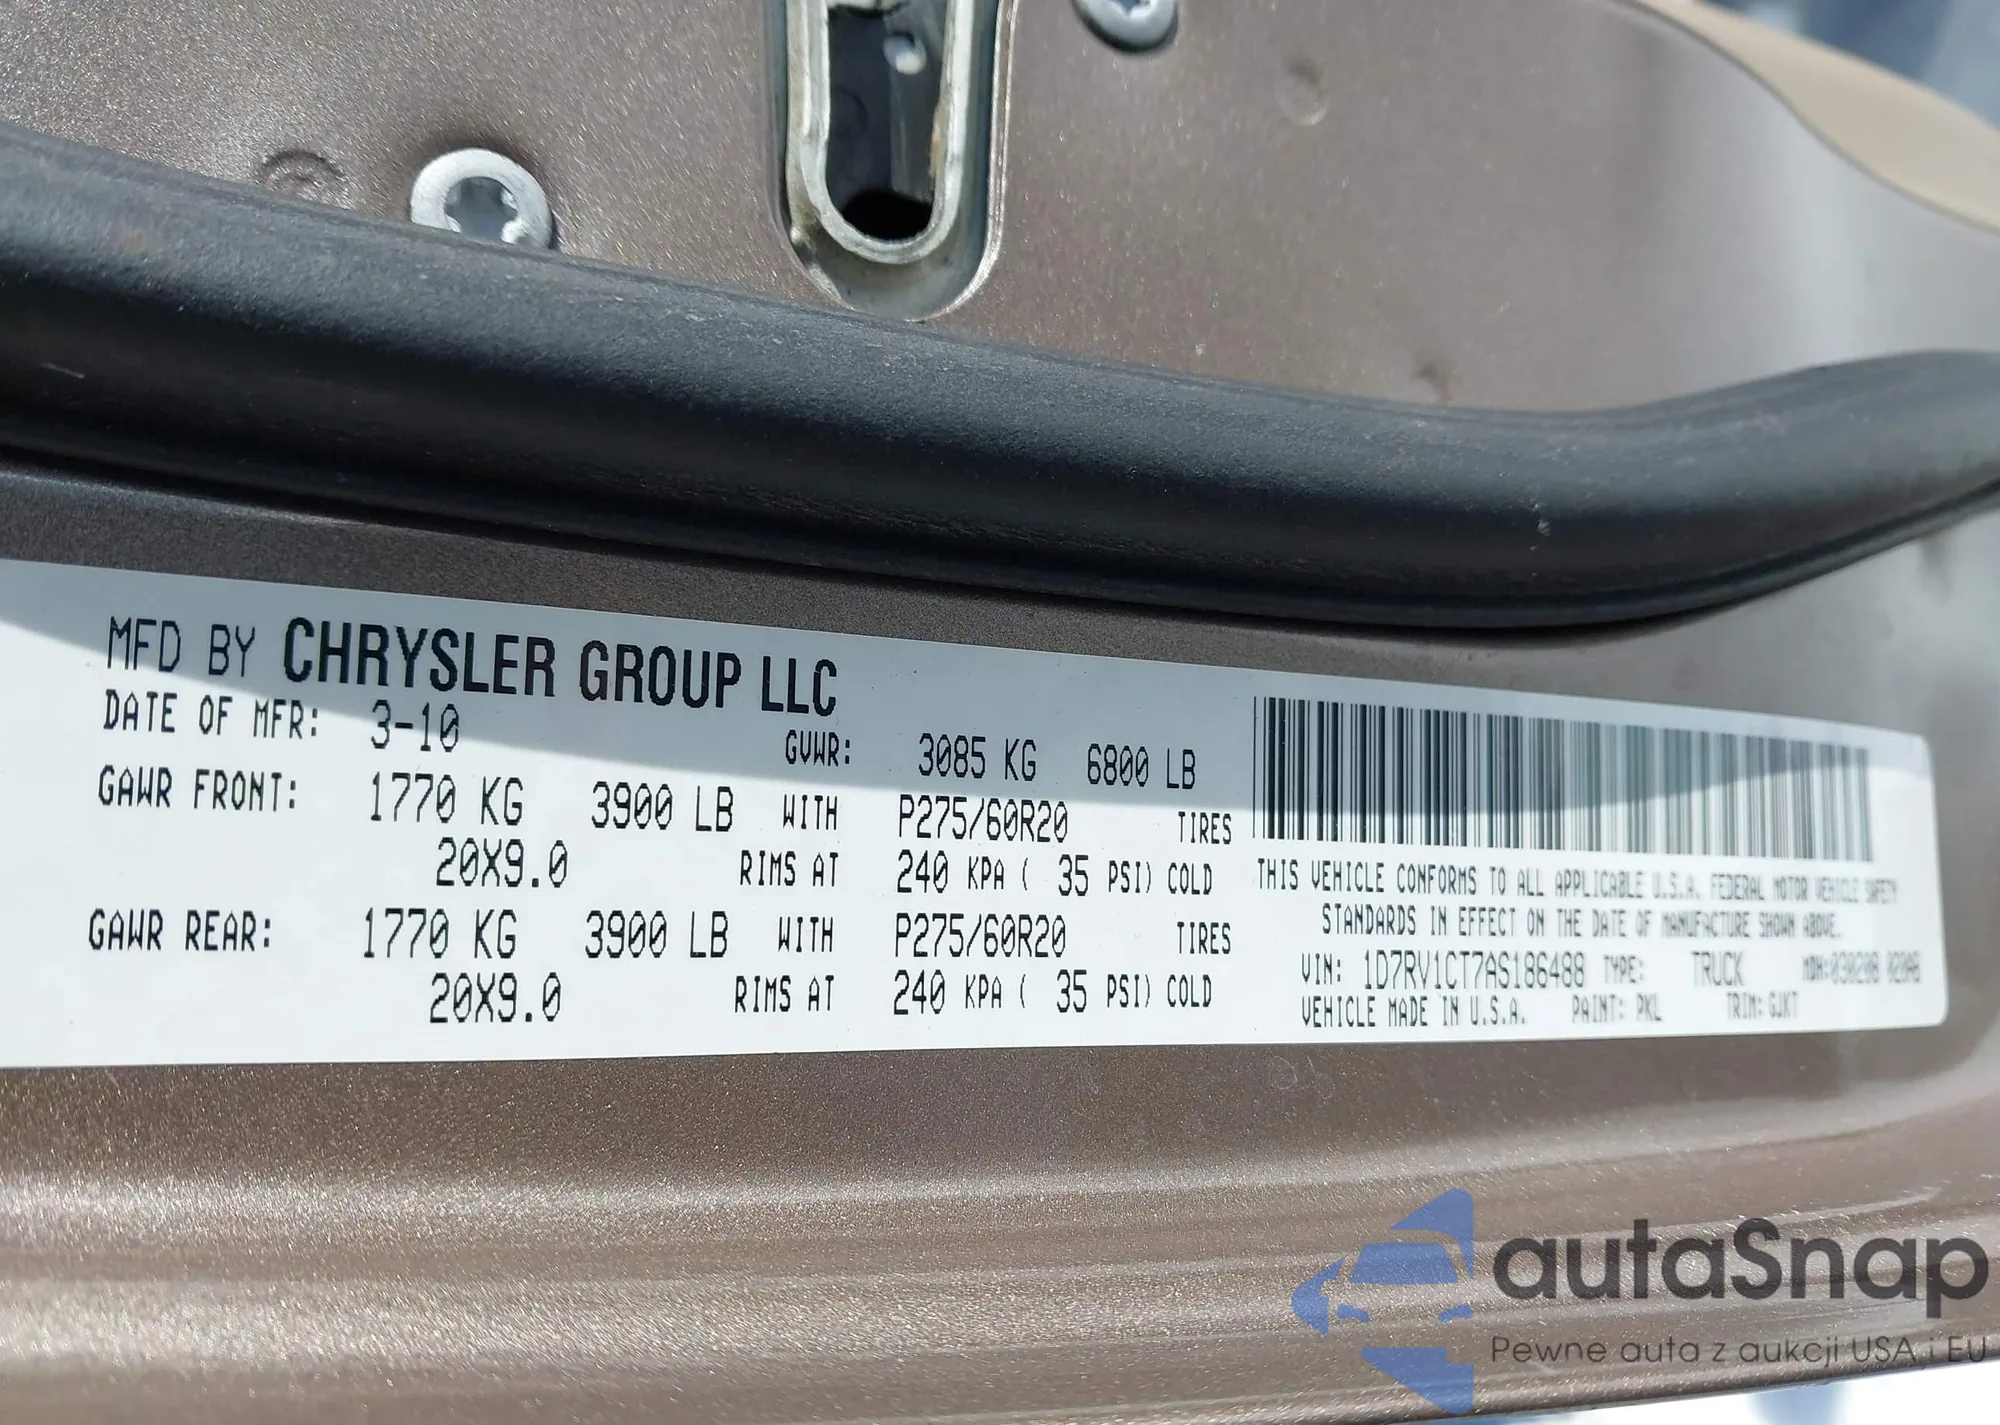 MFD BY CHRYSLER GROUP LLC
DATE OF MFR: 3-10 GVWR: 3085 KG 6800 LB
GAWR FRONT: 1770 KG 3900 LB WITH P275/60R20 TIRES
20X9.0 RIMS AT 240 KPA ( 35 PSI) COLD
GAWR REAR: 1770 KG 3900 LB WITH P275/60R20 TIRES
20X9.0 RIMS AT 240 KPA ( 35 PSI) COLD
THIS VEHICLE CONFORMS TO ALL APPLICABLE U.S.A. FEDERAL MOTOR VEHICLE SAFETY
STANDARDS IN EFFECT ON THE DATE OF MANUFACTURE SHOWN ABOVE.
VIN: 1D7RV1CT7AS186488 TYPE: TRUCK MDH:
VEHICLE MADE IN U.S.A. PAINT: PKL TRIM: GJKT
autaSnap
Pewne auta z aukcji USA i EU